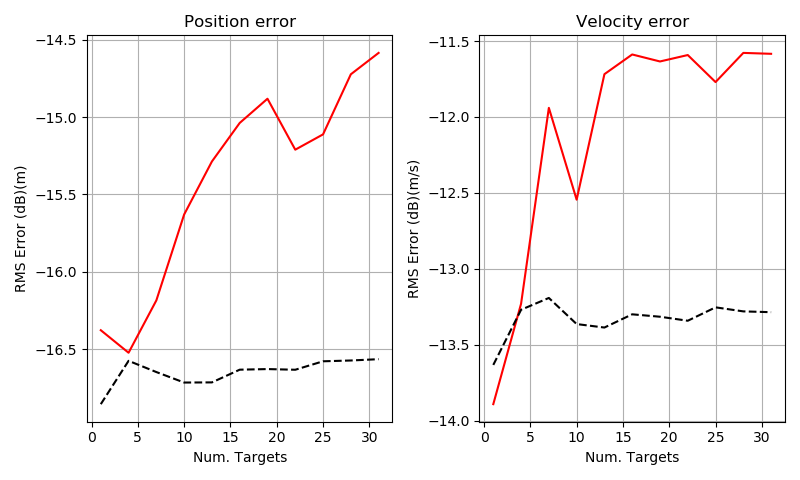 Position error
−14.5
−15.0
−15.5
−16.0
−16.5
RMS Error (dB)(m)
0 5 10 15 20 25 30
Num. Targets
Velocity error
−11.5
−12.0
−12.5
−13.0
−13.5
−14.0
RMS Error (dB)(m/s)
0 5 10 15 20 25 30
Num. Targets